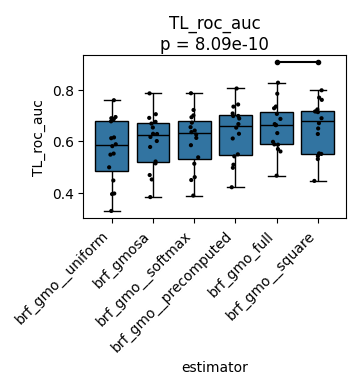 TL_roc_auc
p = 8.09e-10
TL_roc_auc
0.8
0.6
0.4
brf_gmo__uniform
brf_gmosa
brf_gmo__softmax
brf_gmo__precomputed
brf_gmo_full
brf_gmo__square
estimator